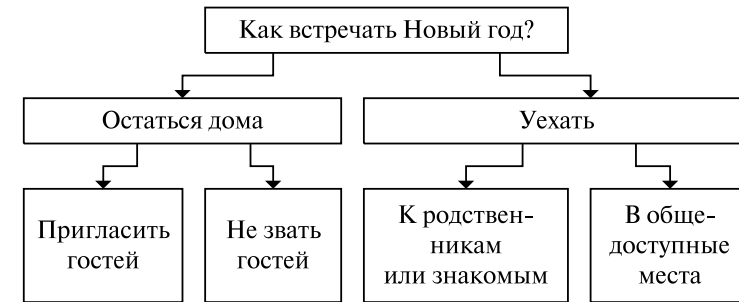 Как встречать Новый год?
Остаться дома
Уехать
Пригласить
гостей
Не звать
гостей
К родствен-
никам
или знакомым
В обще-
доступные
места